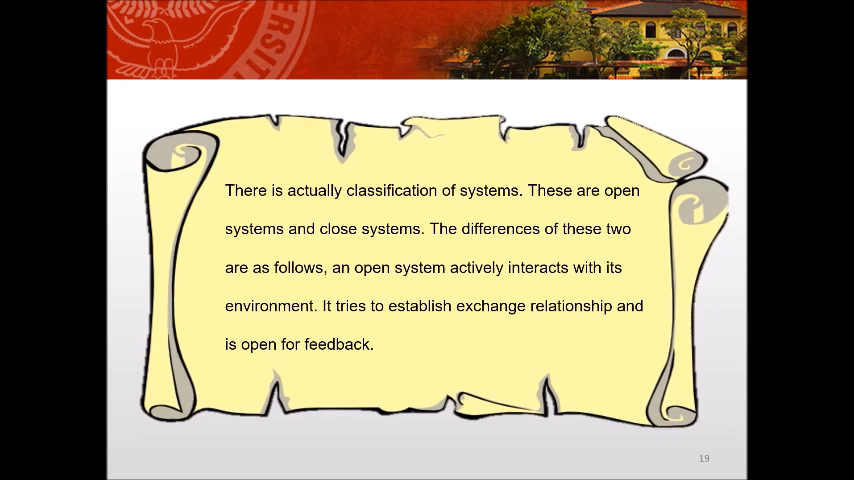 ERSIT
There is actually classification of systems. These are open
systems and close systems. The differences of these two
are as follows, an open system actively interacts with its
environment. It tries to establish exchange relationship and
is open for feedback.
19